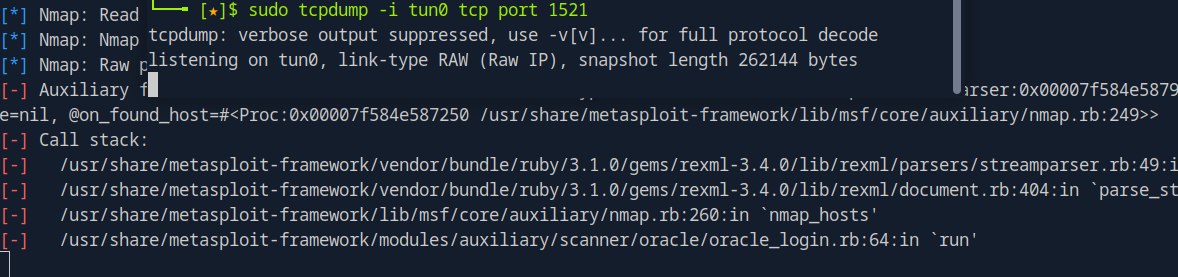 [*] Nmap: Read
[*] Nmap: Nmap
[*] Nmap: Raw p
[-] Auxiliary f
[★]$ sudo tcpdump -i tun0 tcp port 1521
tcpdump: verbose output suppressed, use -v[v]... for full protocol decode
listening on tun0, link-type RAW (Raw IP), snapshot length 262144 bytes
arser:0x00007f584e5879
e=nil, @on_found_host=#<Proc:0x00007f584e587250 /usr/share/metasploit-framework/lib/msf/core/auxiliary/nmap.rb:249>>
[-] Call stack:
[-]   /usr/share/metasploit-framework/vendor/bundle/ruby/3.1.0/gems/rexml-3.4.0/lib/rexml/parsers/streamparser.rb:49:i
[-]   /usr/share/metasploit-framework/vendor/bundle/ruby/3.1.0/gems/rexml-3.4.0/lib/rexml/document.rb:404:in `parse_st
[-]   /usr/share/metasploit-framework/lib/msf/core/auxiliary/nmap.rb:260:in `nmap_hosts'
[-]   /usr/share/metasploit-framework/modules/auxiliary/scanner/oracle/oracle_login.rb:64:in `run'